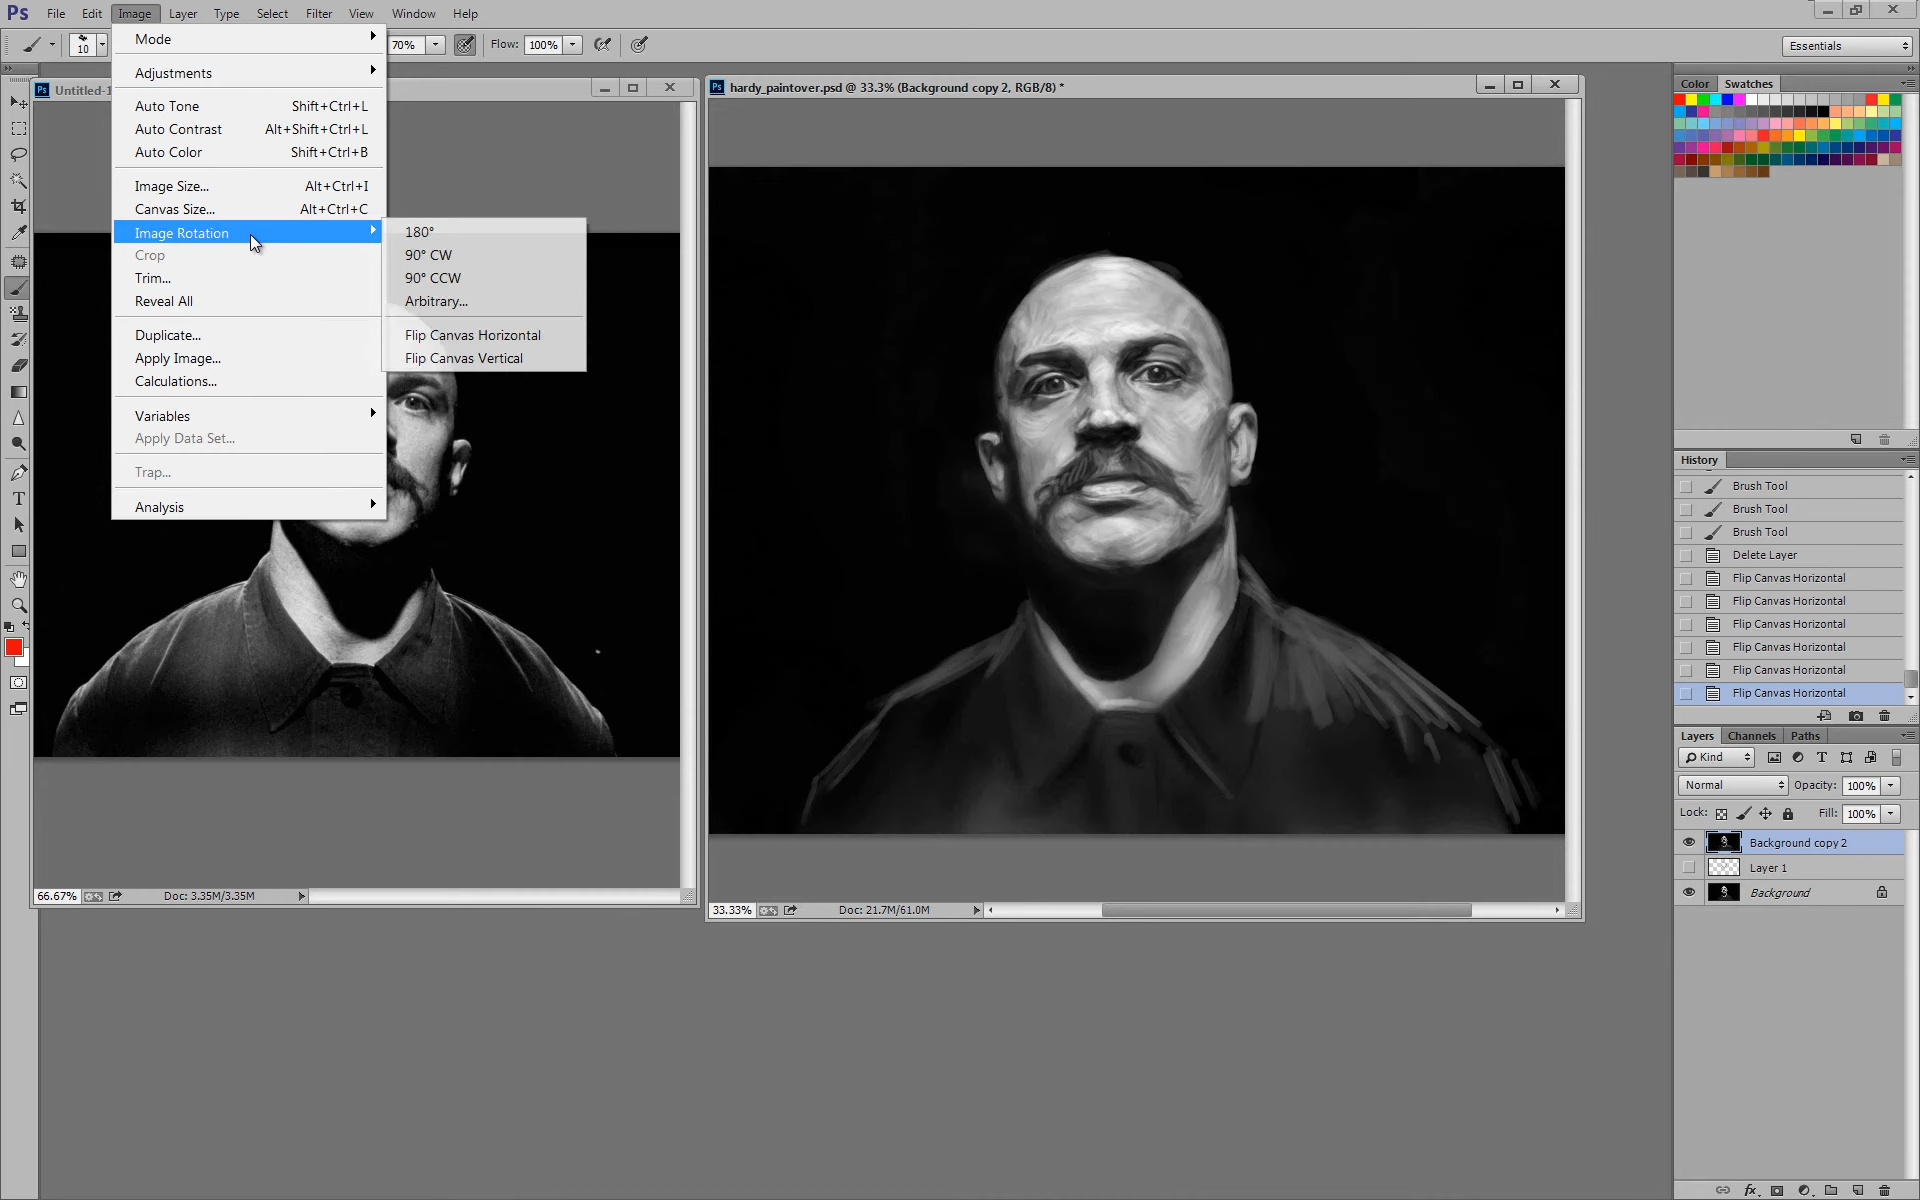 Ps File Edit Image Layer Type Select Filter View Window Help
10 70% Flow: 100% Essentials
Mode
Adjustments
Auto Tone Shift+Ctrl+L
Auto Contrast Alt+Shift+Ctrl+L
Auto Color Shift+Ctrl+B
Image Size... Alt+Ctrl+I
Canvas Size... Alt+Ctrl+C
Image Rotation
Crop
Trim...
Reveal All
Duplicate...
Apply Image...
Calculations...
Variables
Apply Data Set...
Trap...
Analysis
180°
90° CW
90° CCW
Arbitrary...
Flip Canvas Horizontal
Flip Canvas Vertical
Ps Untitled-1
66.67% Doc: 3.35M/3.35M
Ps hardy_paintover.psd @ 33.3% (Background copy 2, RGB/8) *
33.33% Doc: 21.7M/61.0M
Color Swatches
History
Brush Tool
Brush Tool
Brush Tool
Delete Layer
Flip Canvas Horizontal
Flip Canvas Horizontal
Flip Canvas Horizontal
Flip Canvas Horizontal
Flip Canvas Horizontal
Flip Canvas Horizontal
Layers Channels Paths
Kind
Normal Opacity: 100%
Lock: Fill: 100%
Background copy 2
Layer 1
Background